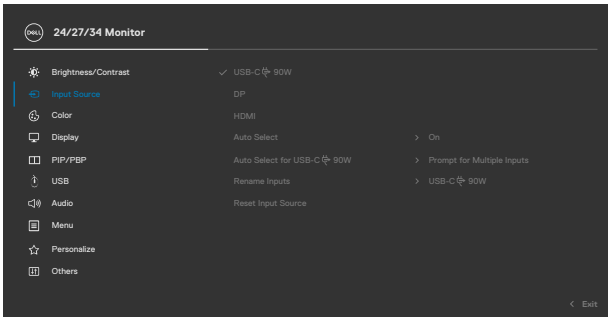 DELL 24/27/34 Monitor
Brightness/Contrast USB-C 90W
Input Source DP
Color HDMI
Display Auto Select > On
PIP/PBP Auto Select for USB-C 90W > Prompt for Multiple Inputs
USB Rename Inputs > USB-C 90W
Audio Reset Input Source
Menu
Personalize
Others
< Exit